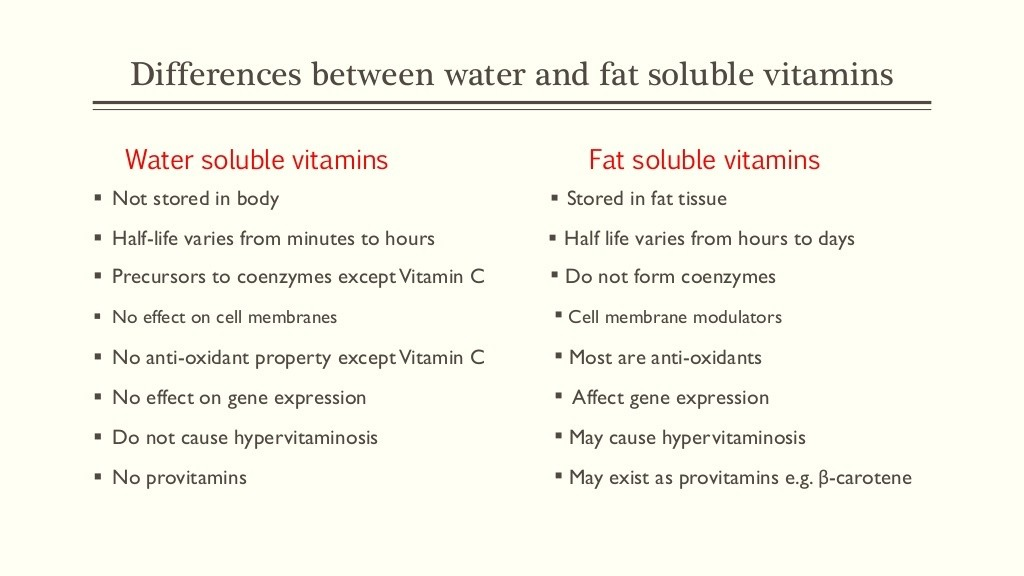 Differences between water and fat soluble vitamins
Water soluble vitamins
▪ Not stored in body
▪ Half-life varies from minutes to hours
▪ Precursors to coenzymes except Vitamin C
▪ No effect on cell membranes
▪ No anti-oxidant property except Vitamin C
▪ No effect on gene expression
▪ Do not cause hypervitaminosis
▪ No provitamins
Fat soluble vitamins
▪ Stored in fat tissue
▪ Half life varies from hours to days
▪ Do not form coenzymes
▪ Cell membrane modulators
▪ Most are anti-oxidants
▪ Affect gene expression
▪ May cause hypervitaminosis
▪ May exist as provitamins e.g. β-carotene